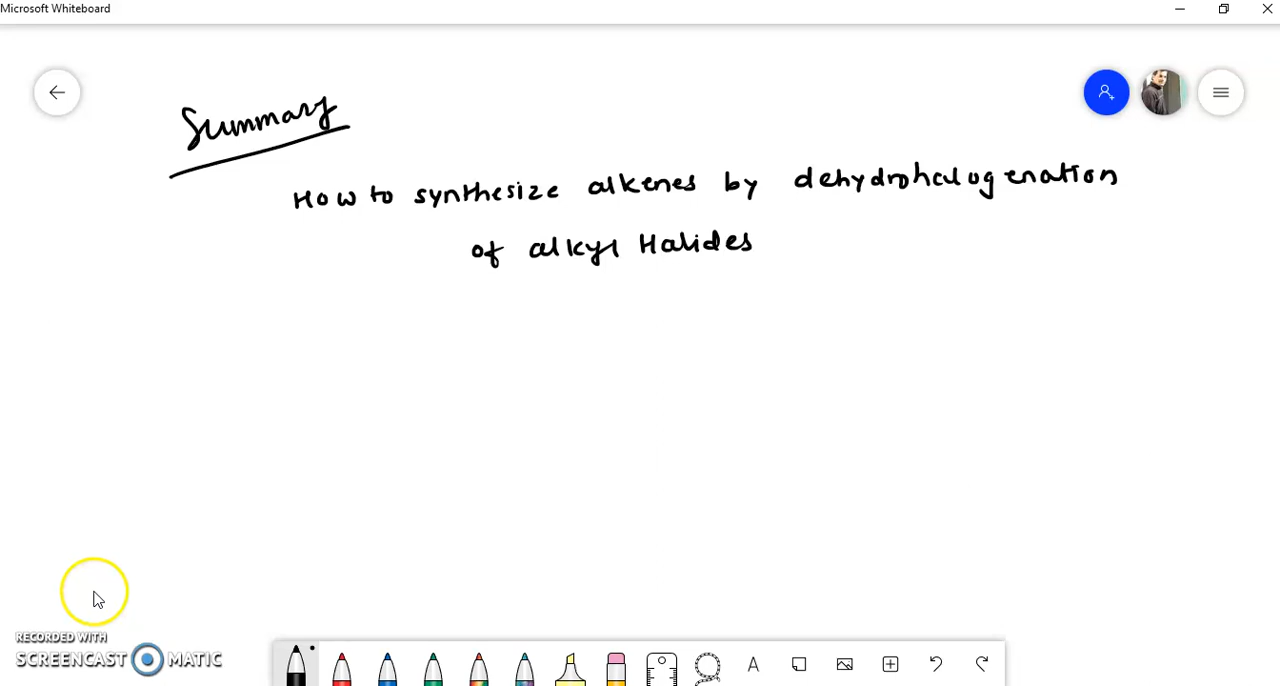 Microsoft Whiteboard
Summary
How to synthesize alkenes by dehydrohalogenation
of alkyl Halides
RECORDED WITH
SCREENCAST MATIC
A